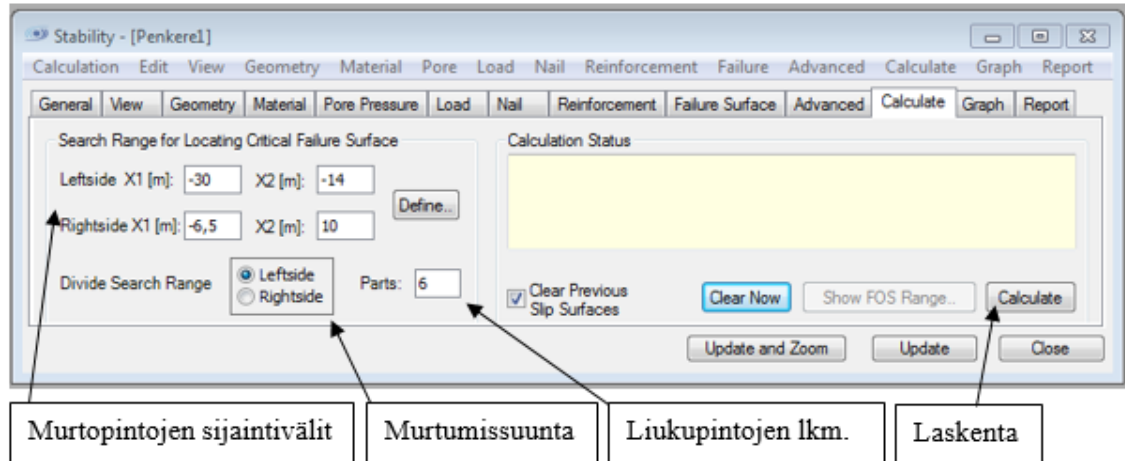 Stability - [Penkere1]
Calculation Edit View Geometry Material Pore Load Nail Reinforcement Failure Advanced Calculate Graph Report
General View Geometry Material Pore Pressure Load Nail Reinforcement Failure Surface Advanced Calculate Graph Report
Search Range for Locating Critical Failure Surface
Leftside X1 [m]: -30 X2 [m]: -14
Define..
Rightside X1 [m]: -6,5 X2 [m]: 10
Divide Search Range
Leftside
Rightside
Parts: 6
Calculation Status
Clear Previous
Slip Surfaces
Clear Now Show FOS Range.. Calculate
Update and Zoom Update Close
Murtopintojen sijaintivälit
Murtumissuunta
Liukupintojen lkm.
Laskenta